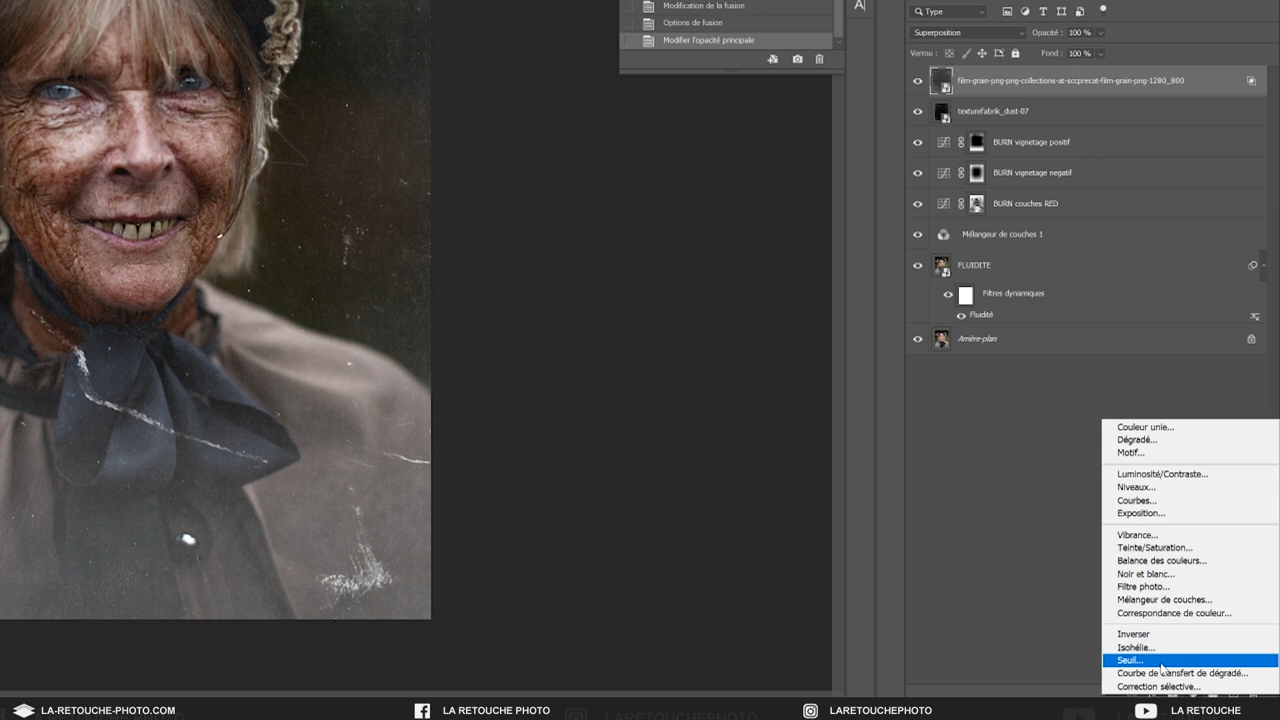 Modification de la fusion
Options de fusion
Modifier l'opacité principale
A|
Type
Superposition
Opacité : 100 %
Verrou :
Fond : 100 %
film-grain-png-png-collections-at-sccprecat-film-grain-png-1280_800
texturefabrik_dust-07
BURN vignetage positif
BURN vignetage negatif
BURN couches RED
Mélangeur de couches 1
FLUIDITE
Filtres dynamiques
Fluidité
Arrière-plan
Couleur unie...
Dégradé...
Motif...
Luminosité/Contraste...
Niveaux...
Courbes...
Exposition...
Vibrance...
Teinte/Saturation...
Balance des couleurs...
Noir et blanc...
Filtre photo...
Mélangeur de couches...
Correspondance de couleur...
Inverser
Isohélie...
Seuil...
Courbe de transfert de dégradé...
Correction sélective...
LA-RETOUCHE-PHOTO.COM
LA RETOUCHE PHOTO
LARETOUCHEPHOTO
LA RETOUCHE